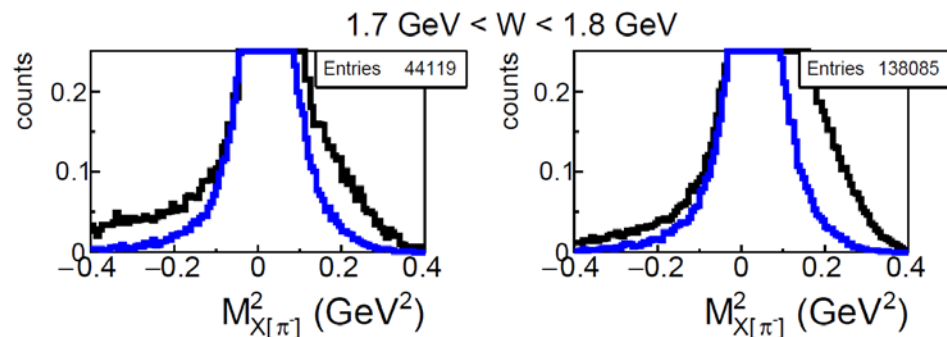 1.7 GeV < W < 1.8 GeV
counts
0.2
0.1
0
Entries 44119
−0.4 −0.2 0 0.2 0.4
M²X[π⁻] (GeV²)
counts
0.2
0.1
0
Entries 138085
−0.4 −0.2 0 0.2 0.4
M²X[π⁻] (GeV²)